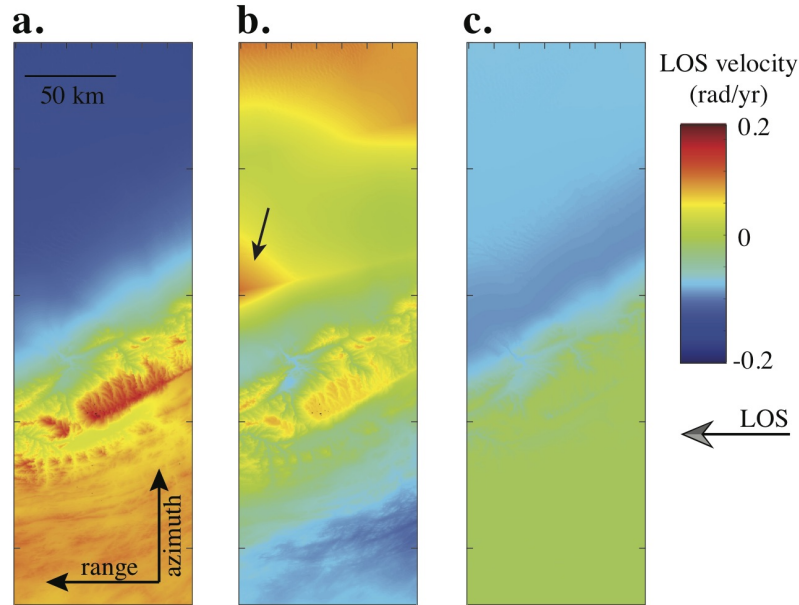 a.
b.
c.
50 km
LOS velocity
(rad/yr)
0.2
0
-0.2
LOS
azimuth
range